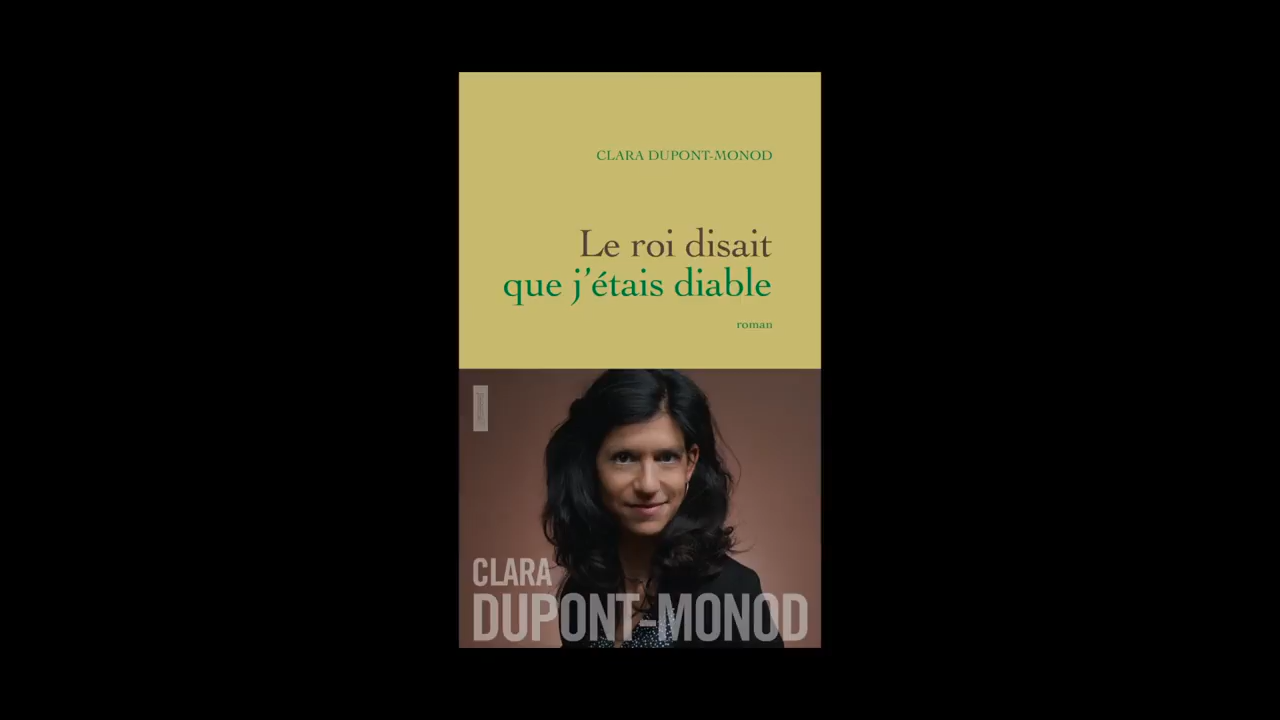 CLARA DUPONT-MONOD
Le roi disait
que j'étais diable
roman
CLARA
DUPONT-MONOD